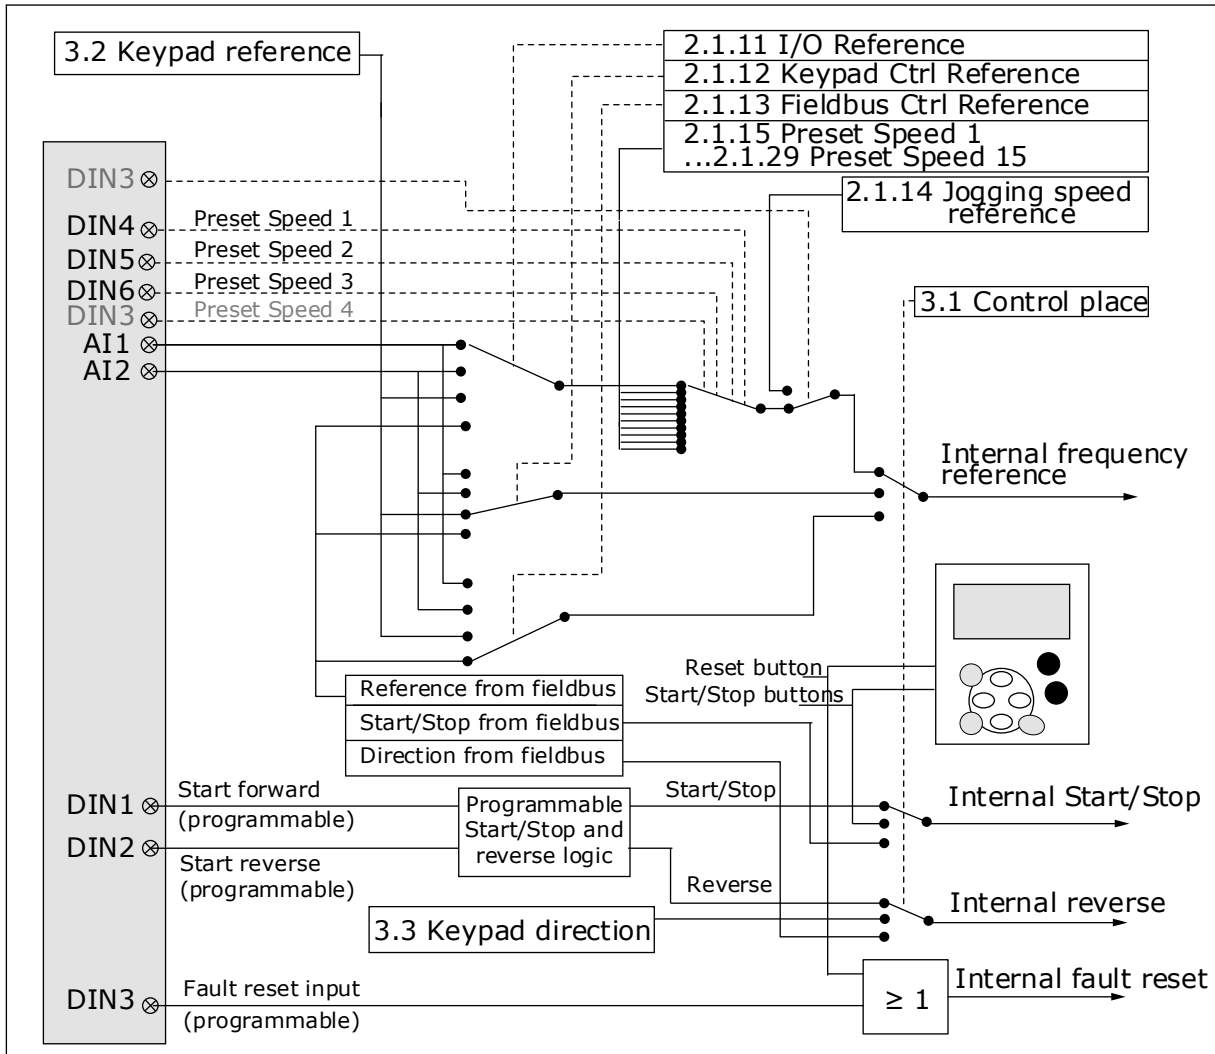 3.2 Keypad reference
2.1.11 I/O Reference
2.1.12 Keypad Ctrl Reference
2.1.13 Fieldbus Ctrl Reference
2.1.15 Preset Speed 1
...2.1.29 Preset Speed 15
2.1.14 Jogging speed
reference
DIN3
DIN4
Preset Speed 1
DIN5
Preset Speed 2
DIN6
Preset Speed 3
DIN3
Preset Speed 4
AI1
AI2
3.1 Control place
Internal frequency
reference
Reset button
Start/Stop buttons
Reference from fieldbus
Start/Stop from fieldbus
Direction from fieldbus
DIN1
Start forward
(programmable)
DIN2
Start reverse
(programmable)
Programmable
Start/Stop and
reverse logic
Start/Stop
Internal Start/Stop
Reverse
Internal reverse
3.3 Keypad direction
DIN3
Fault reset input
(programmable)
≥ 1
Internal fault reset